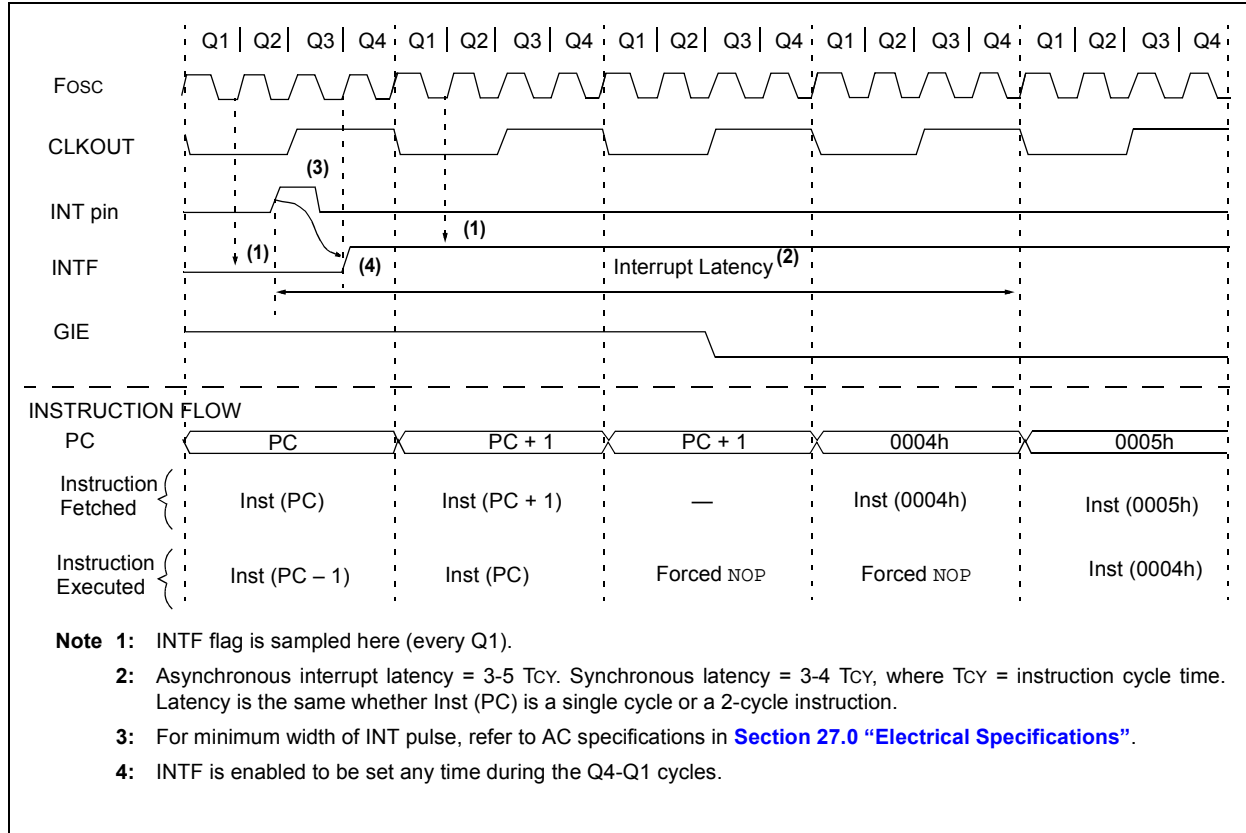 Q1 | Q2 | Q3 | Q4 Q1 | Q2 | Q3 | Q4 Q1 | Q2 | Q3 | Q4 Q1 | Q2 | Q3 | Q4 Q1 | Q2 | Q3 | Q4
FOSC
CLKOUT
(3)
INT pin
(1)
(1)
INTF
(4)
Interrupt Latency(2)
GIE
INSTRUCTION FLOW
PC PC PC + 1 PC + 1 0004h 0005h
Instruction
Fetched
Inst (PC) Inst (PC + 1) — Inst (0004h) Inst (0005h)
Instruction
Executed
Inst (PC – 1) Inst (PC) Forced NOP Forced NOP Inst (0004h)
Note 1: INTF flag is sampled here (every Q1).
2: Asynchronous interrupt latency = 3-5 TCY. Synchronous latency = 3-4 TCY, where TCY = instruction cycle time.
Latency is the same whether Inst (PC) is a single cycle or a 2-cycle instruction.
3: For minimum width of INT pulse, refer to AC specifications in Section 27.0 “Electrical Specifications”.
4: INTF is enabled to be set any time during the Q4-Q1 cycles.